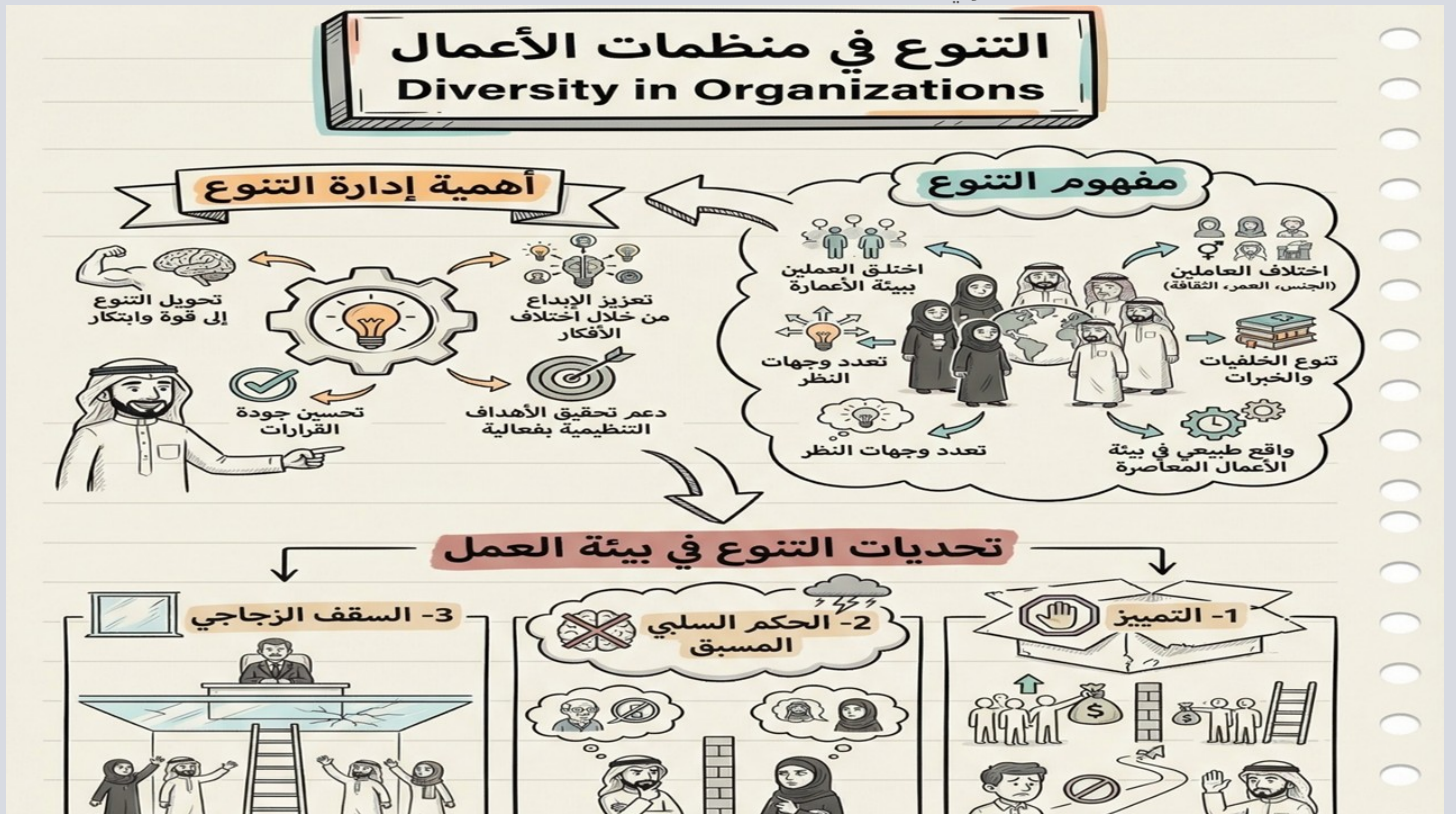 التنوع في منظمات الأعمال
Diversity in Organizations
مفهوم التنوع
اختلاف العاملين
(الجنس، العمر، الثقافة)
تنوع الخلفيات
والخبرات
واقع طبيعي في بيئة
الأعمال المعاصرة
اختلق العملين
ببيئة الأعمارة
تعدد وجهات
النظر
تعدد وجهات النظر
أهمية إدارة التنوع
تعزيز الإبداع
من خلال اختلاف
الأفكار
تحويل التنوع
إلى قوة وابتكار
دعم تحقيق الأهداف
التنظيمية بفعالية
تحسين جودة
القرارات
تحديات التنوع في بيئة العمل
1- التمييز
$
$
2- الحكم السلبي
المسبق
3- السقف الزجاجي